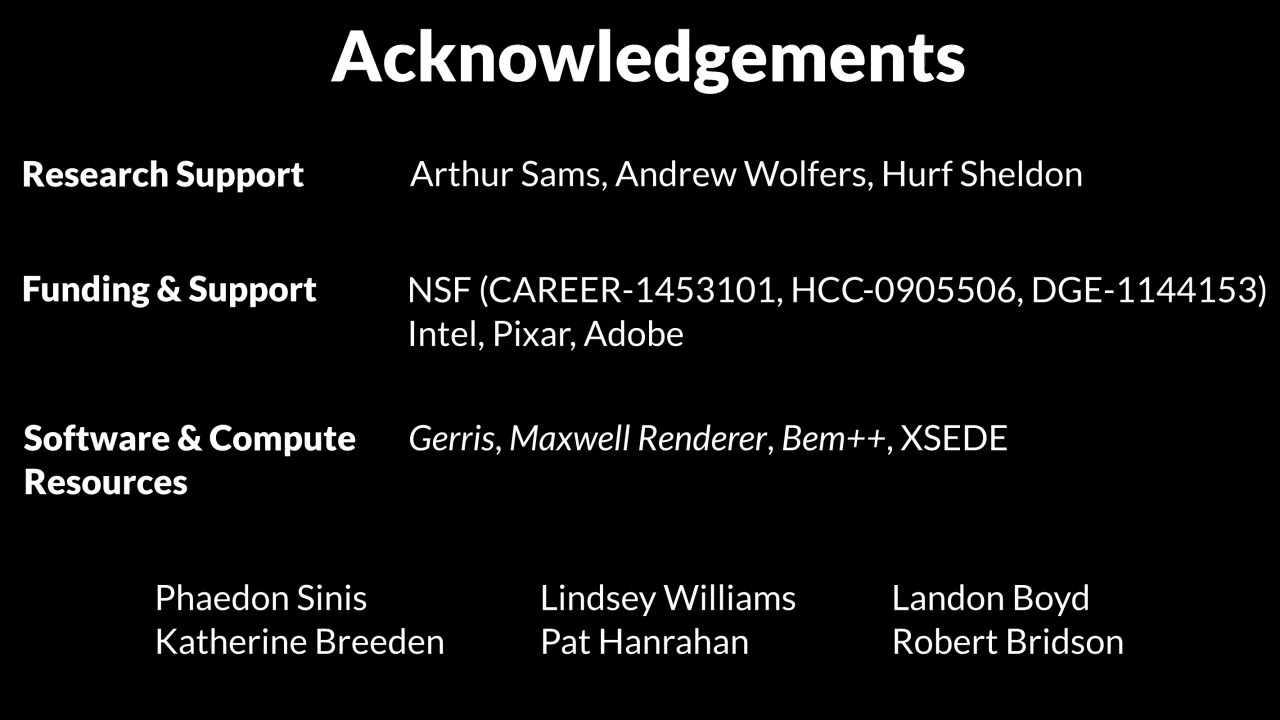 Acknowledgements
Research Support Arthur Sams, Andrew Wolfers, Hurf Sheldon
Funding & Support NSF (CAREER-1453101, HCC-0905506, DGE-1144153)
Intel, Pixar, Adobe
Software & Compute Gerris, Maxwell Renderer, Bem++, XSEDE
Resources
Phaedon Sinis Lindsey Williams Landon Boyd
Katherine Breeden Pat Hanrahan Robert Bridson